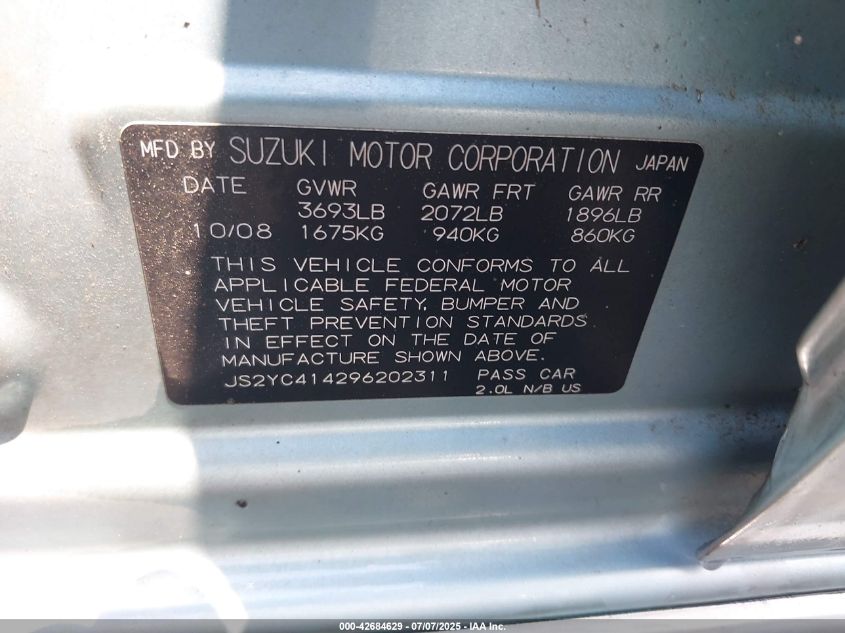 MFD BY SUZUKI MOTOR CORPORATION JAPAN
DATE GVWR GAWR FRT GAWR RR
3693LB 2072LB 1896LB
10/08 1675KG 940KG 860KG
THIS VEHICLE CONFORMS TO ALL
APPLICABLE FEDERAL MOTOR
VEHICLE SAFETY, BUMPER AND
THEFT PREVENTION STANDARDS
IN EFFECT ON THE DATE OF
MANUFACTURE SHOWN ABOVE.
JS2YC414296202311 PASS CAR
2.0L N/B US
000-42684629 - 07/07/2025 - IAA Inc.